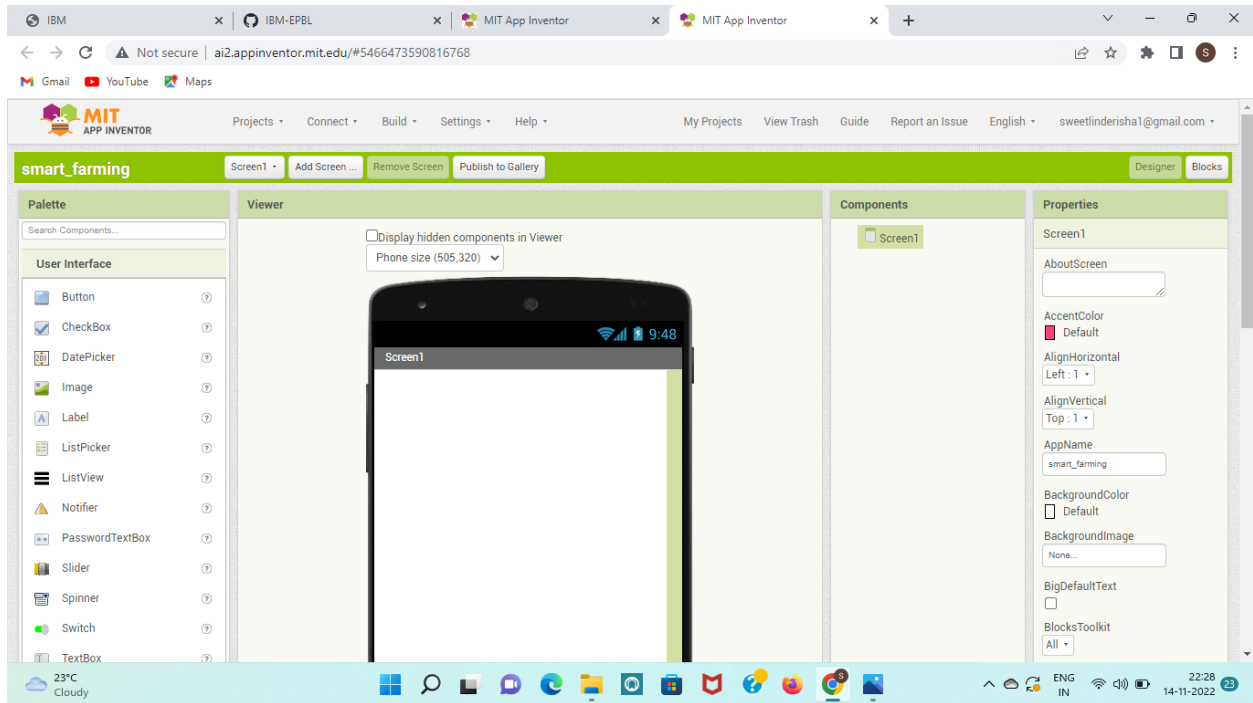 IBM
IBM-EPBL
MIT App Inventor
MIT App Inventor
Not secure | ai2.appinventor.mit.edu/#5466473590816768
S
Gmail YouTube Maps
MIT
APP INVENTOR
Projects Connect Build Settings Help My Projects View Trash Guide Report an Issue English sweetlinderisha1@gmail.com
smart_farming Screen1 Add Screen ... Remove Screen Publish to Gallery Designer Blocks
Palette
Search Components...
User Interface
Button
CheckBox
DatePicker
Image
Label
ListPicker
ListView
Notifier
PasswordTextBox
Slider
Spinner
Switch
TextBox
Viewer
Display hidden components in Viewer
Phone size (505,320)
9:48
Screen1
Components
Screen1
Properties
Screen1
AboutScreen
AccentColor
Default
AlignHorizontal
Left : 1
AlignVertical
Top : 1
AppName
smart_farming
BackgroundColor
Default
BackgroundImage
None...
BigDefaultText
BlocksToolkit
All
23°C
Cloudy
ENG
IN
22:28
14-11-2022
23